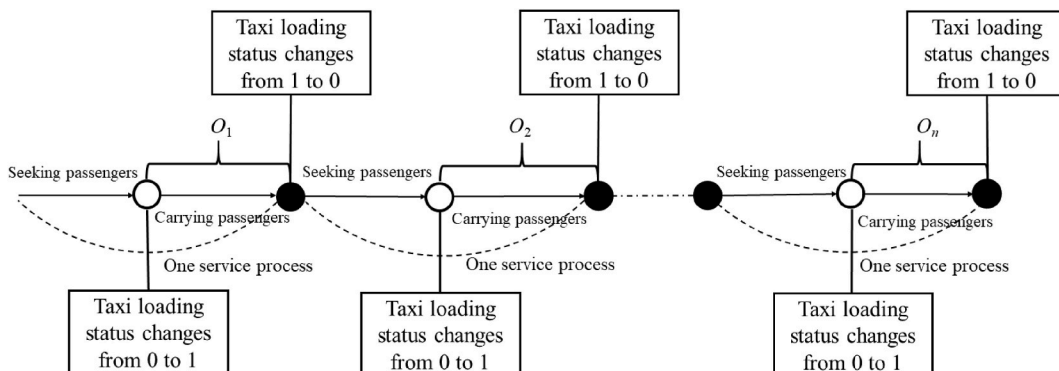 Taxi loading
status changes
from 1 to 0
Taxi loading
status changes
from 1 to 0
Taxi loading
status changes
from 1 to 0
O1
O2
On
Seeking passengers
Seeking passengers
Seeking passengers
Carrying passengers
Carrying passengers
Carrying passengers
One service process
One service process
One service process
Taxi loading
status changes
from 0 to 1
Taxi loading
status changes
from 0 to 1
Taxi loading
status changes
from 0 to 1